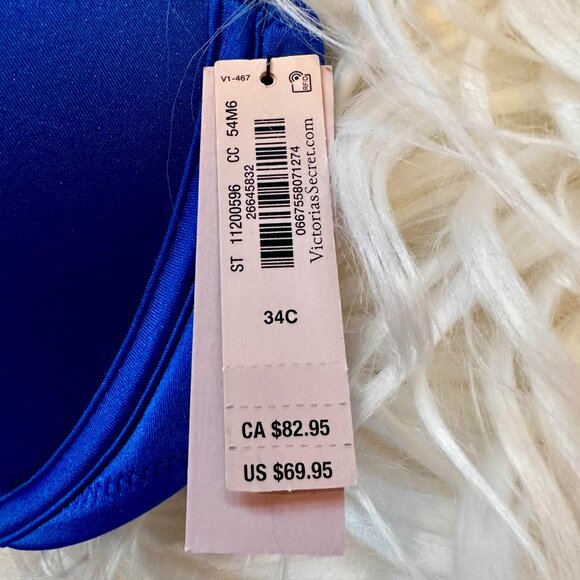 V1-467
RFID
ST 11200596 CC 54M6
26645832
0667558071274
VictoriasSecret.com
34C
CA $82.95
US $69.95